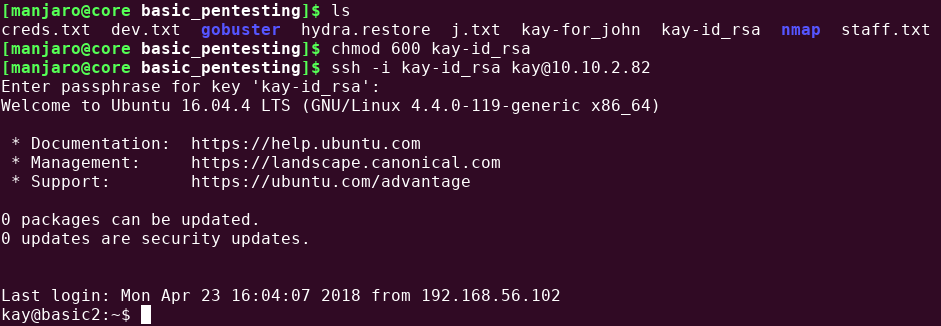 [manjaro@core basic_pentesting]$ ls
creds.txt  dev.txt  gobuster  hydra.restore  j.txt  kay-for_john  kay-id_rsa  nmap  staff.txt
[manjaro@core basic_pentesting]$ chmod 600 kay-id_rsa
[manjaro@core basic_pentesting]$ ssh -i kay-id_rsa kay@10.10.2.82
Enter passphrase for key 'kay-id_rsa':
Welcome to Ubuntu 16.04.4 LTS (GNU/Linux 4.4.0-119-generic x86_64)

 * Documentation:  https://help.ubuntu.com
 * Management:     https://landscape.canonical.com
 * Support:        https://ubuntu.com/advantage

0 packages can be updated.
0 updates are security updates.


Last login: Mon Apr 23 16:04:07 2018 from 192.168.56.102
kay@basic2:~$